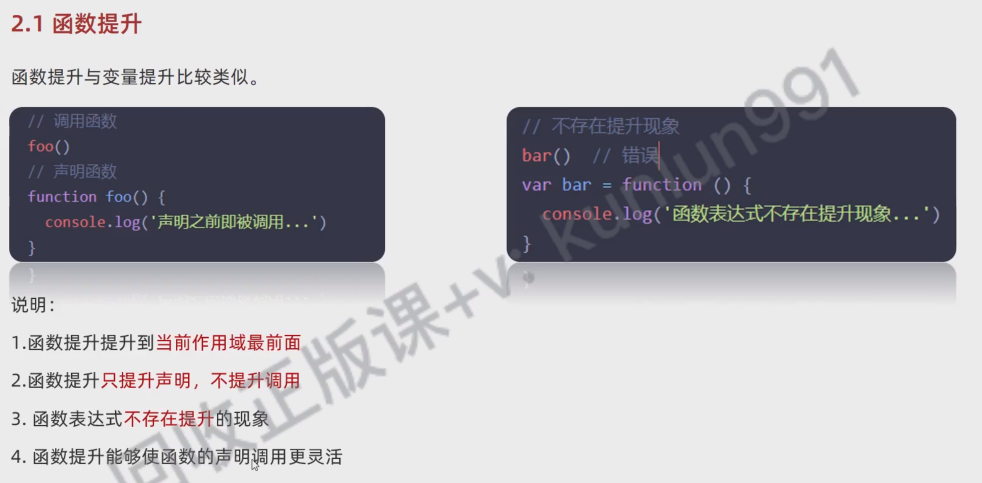 2.1 函数提升
函数提升与变量提升比较类似。
// 调用函数
foo()
// 声明函数
function foo() {
console.log('声明之前即被调用...')
}
// 不存在提升现象
bar() // 错误
var bar = function () {
console.log('函数表达式不存在提升现象...')
}
说明：
1.函数提升提升到当前作用域最前面
2.函数提升只提升声明，不提升调用
3. 函数表达式不存在提升的现象
4. 函数提升能够使函数的声明调用更灵活
回收正版课+v: kunlun991